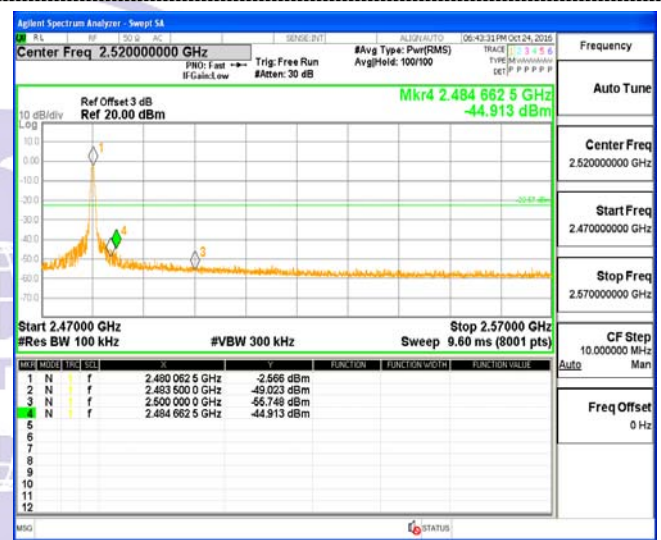 Agilent Spectrum Analyzer - Swept SA
RL RF 50 Ω AC SENSE:INT ALIGN AUTO 06:43:31 PM Oct 24, 2016
Center Freq 2.520000000 GHz #Avg Type: Pwr(RMS) TRACE 1 2 3 4 5 6
PNO: Fast Trig: Free Run Avg|Hold: 100/100 TYPE M
IFGain:Low #Atten: 30 dB DET P P P P P P
Frequency
Auto Tune
Mkr4 2.484 662 5 GHz
-44.913 dBm
Ref Offset 3 dB
10 dB/div Ref 20.00 dBm
Log
10.0
0.00
-10.0
-20.0
-30.0
-40.0
-50.0
-60.0
-70.0
1
4
3
Start 2.47000 GHz Stop 2.57000 GHz
#Res BW 100 kHz #VBW 300 kHz Sweep 9.60 ms (8001 pts)
MKR MODE TRC SCL X Y FUNCTION FUNCTION WIDTH FUNCTION VALUE
1 N 1 f 2.480 062 5 GHz -2.566 dBm
2 N 1 f 2.483 500 0 GHz -49.023 dBm
3 N 1 f 2.500 000 0 GHz -55.748 dBm
4 N 1 f 2.484 662 5 GHz -44.913 dBm
5
6
7
8
9
10
11
12
Center Freq
2.520000000 GHz
Start Freq
2.470000000 GHz
Stop Freq
2.570000000 GHz
CF Step
10.000000 MHz
Auto Man
Freq Offset
0 Hz
MSG STATUS